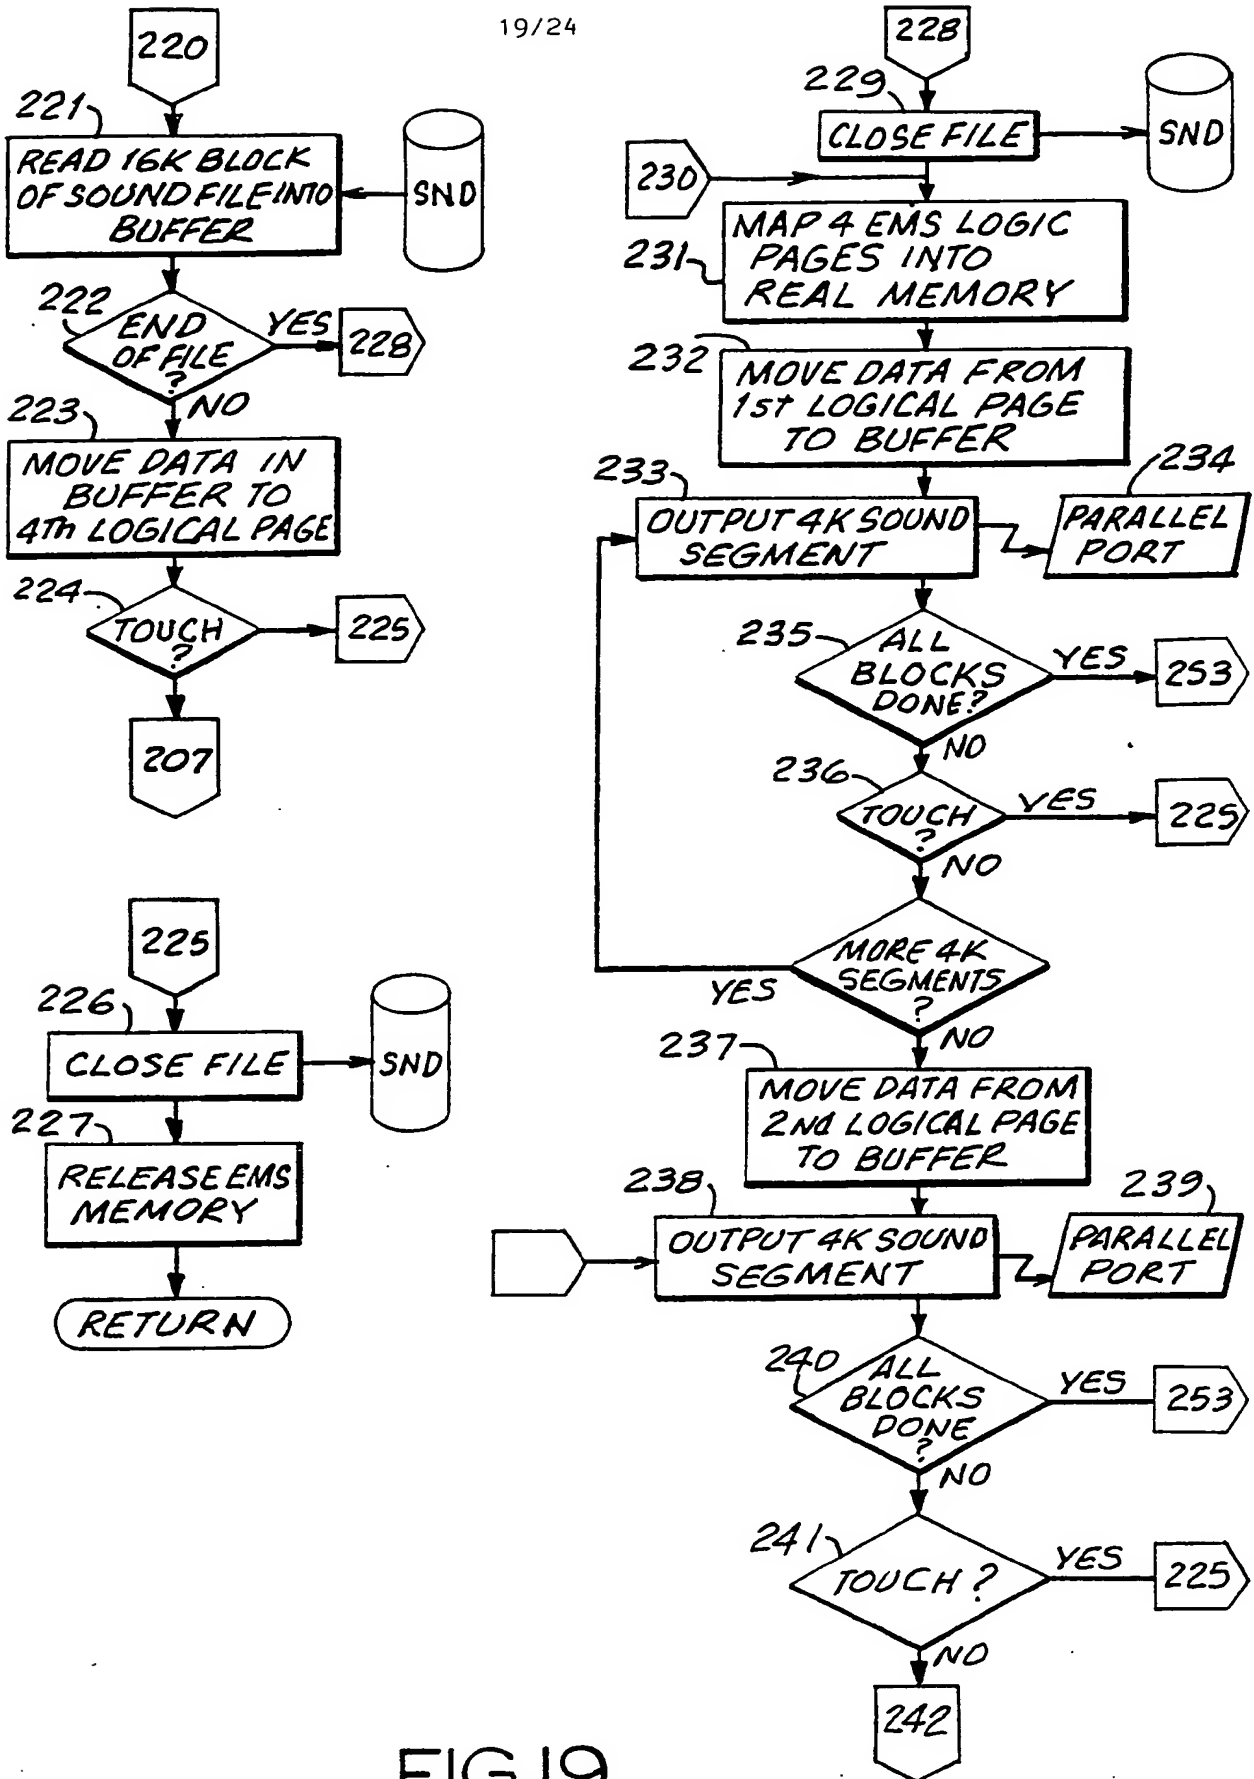 19/24
220
221
READ 16K BLOCK
OF SOUND FILE INTO
BUFFER
SND
222
END
OF FILE
?
YES
228
NO
223
MOVE DATA IN
BUFFER TO
4Th LOGICAL PAGE
224
TOUCH
?
225
207
225
226
CLOSE FILE
SND
227
RELEASE EMS
MEMORY
RETURN
228
229
CLOSE FILE
SND
230
231
MAP 4 EMS LOGIC
PAGES INTO
REAL MEMORY
232
MOVE DATA FROM
1st LOGICAL PAGE
TO BUFFER
233
OUTPUT 4K SOUND
SEGMENT
234
PARALLEL
PORT
235
ALL
BLOCKS
DONE?
YES
253
NO
236
TOUCH
?
YES
225
NO
MORE 4K
SEGMENTS
?
YES
NO
237
MOVE DATA FROM
2nd LOGICAL PAGE
TO BUFFER
238
OUTPUT 4K SOUND
SEGMENT
239
PARALLEL
PORT
240
ALL
BLOCKS
DONE
?
YES
253
NO
241
TOUCH ?
YES
225
NO
242
FIG.19